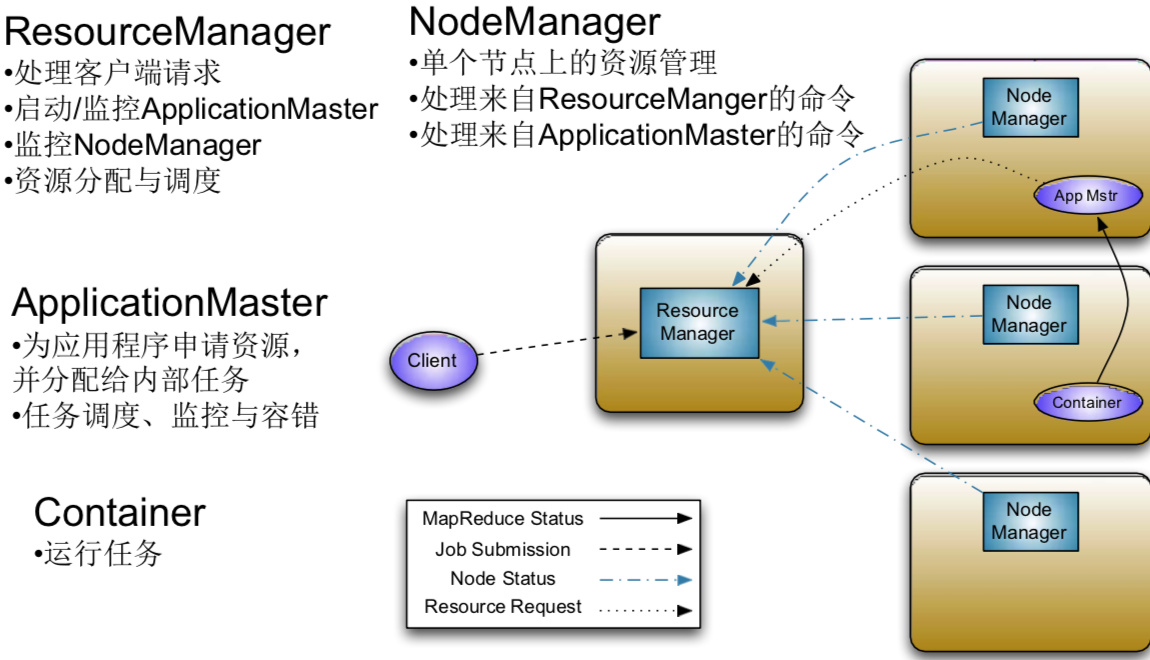 ResourceManager
•处理客户端请求
•启动/监控ApplicationMaster
•监控NodeManager
•资源分配与调度
NodeManager
•单个节点上的资源管理
•处理来自ResourceManger的命令
•处理来自ApplicationMaster的命令
ApplicationMaster
•为应用程序申请资源，
并分配给内部任务
•任务调度、监控与容错
Container
•运行任务
Client
Resource
Manager
Node
Manager
App Mstr
Node
Manager
Container
Node
Manager
MapReduce Status
Job Submission
Node Status
Resource Request